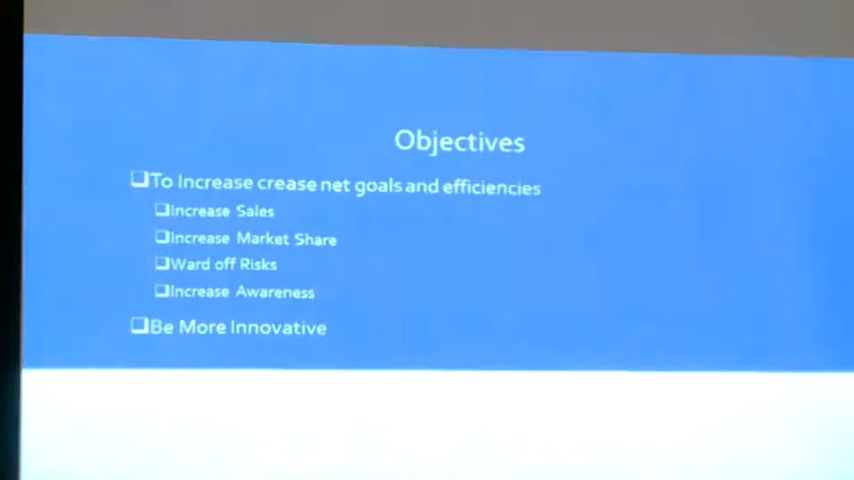 Objectives
❑To Increase crease net goals and efficiencies
❑Increase Sales
❑Increase Market Share
❑Ward off Risks
❑Increase Awareness
❑Be More Innovative